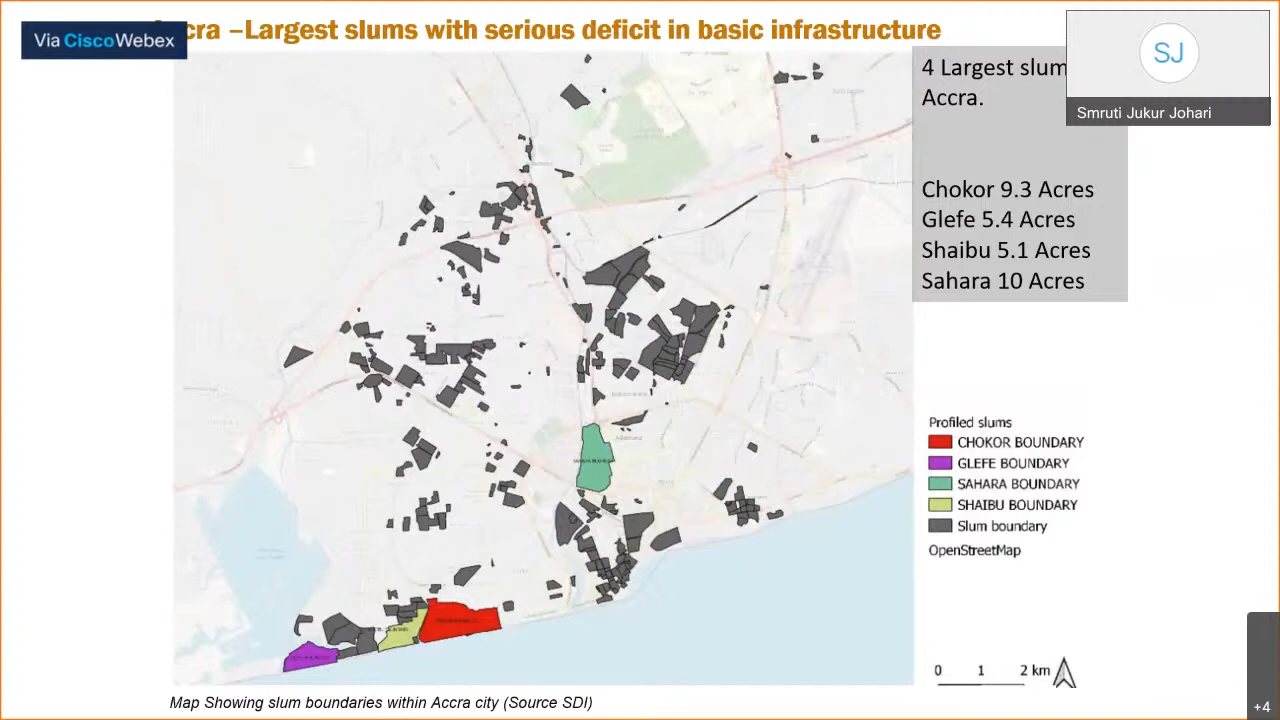 cra –Largest slums with serious deficit in basic infrastructure
Via CiscoWebex
SJ
Smruti Jukur Johari
4 Largest slum
Accra.
Chokor 9.3 Acres
Glefe 5.4 Acres
Shaibu 5.1 Acres
Sahara 10 Acres
Profiled slums
CHOKOR BOUNDARY
GLEFE BOUNDARY
SAHARA BOUNDARY
SHAIBU BOUNDARY
Slum boundary
OpenStreetMap
0 1 2 km
Map Showing slum boundaries within Accra city (Source SDI)
+4